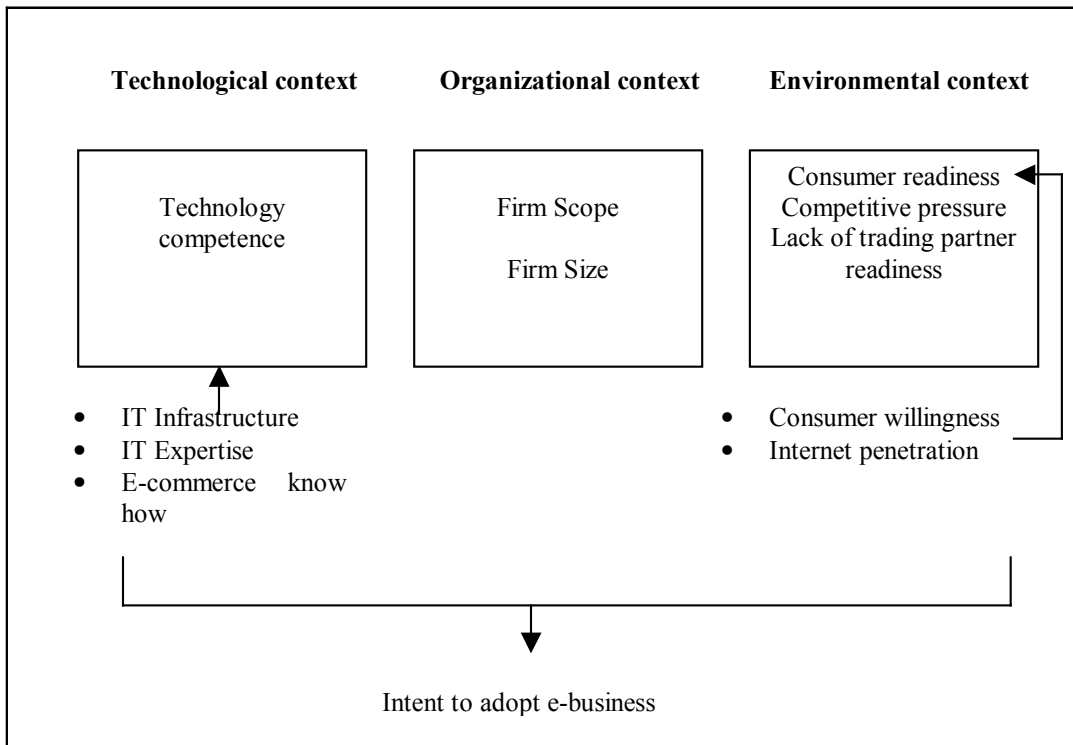 Technological context
Organizational context
Environmental context
Technology
competence
Firm Scope
Firm Size
Consumer readiness
Competitive pressure
Lack of trading partner
readiness
• IT Infrastructure
• IT Expertise
• E-commerce know
how
• Consumer willingness
• Internet penetration
Intent to adopt e-business